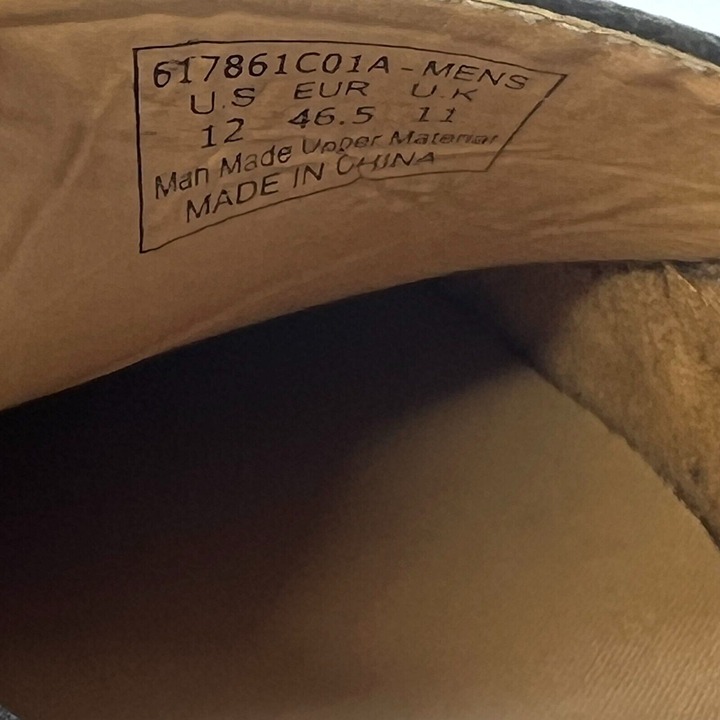 617861C01A - MENS
U.S EUR U.K
12 46.5 11
Man Made Upper Material
MADE IN CHINA